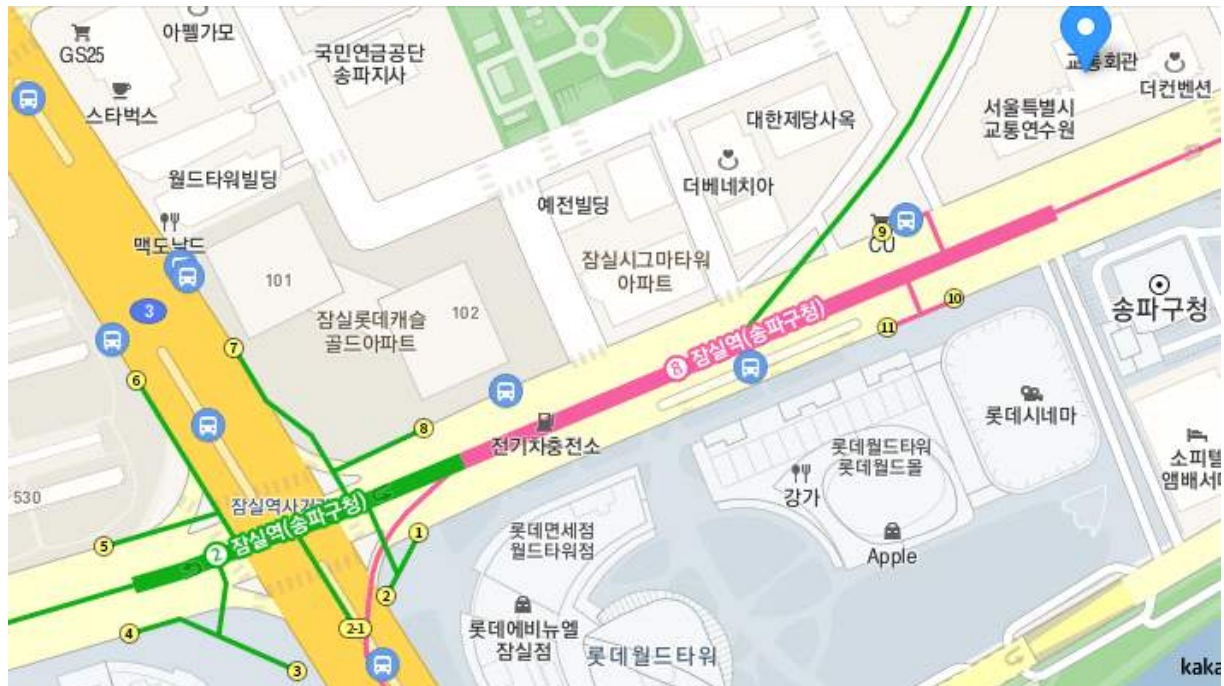 아펠가모
GS25
스타벅스
국민연금공단
송파지사
교통회관
더컨벤션
서울특별시
교통연수원
대한제당사옥
월드타워빌딩
더베네치아
예전빌딩
맥도날드
9
CU
잠실시그마타워
아파트
101
102
3
잠실롯데캐슬
골드아파트
송파구청
10
11
8 잠실역(송파구청)
7
6
8
전기차충전소
롯데시네마
롯데월드타워
롯데월드몰
강가
소피텔
530
잠실역사거리
2 잠실역(송파구청)
5
1
롯데면세점
월드타워점
Apple
2
2-1
4
3
롯데에비뉴엘
잠실점
롯데월드타워
kaka